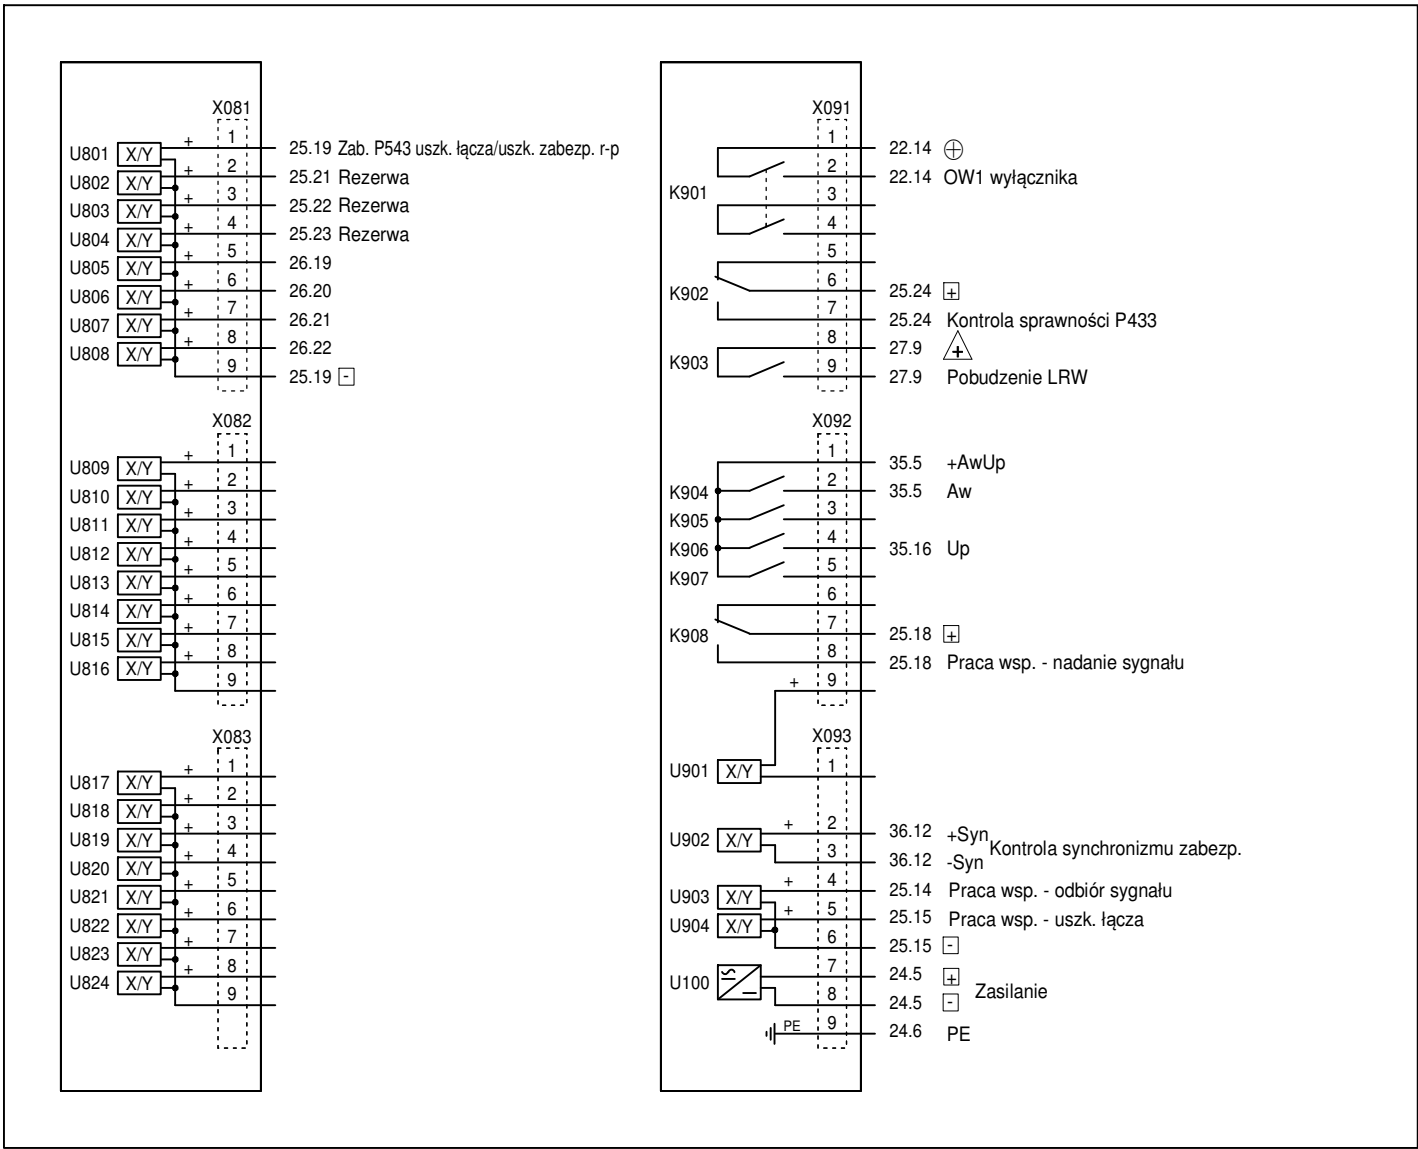 X081
1
U801 X/Y + 25.19 Zab. P543 uszk. łącza/uszk. zabezp. r-p
2
U802 X/Y + 25.21 Rezerwa
3
U803 X/Y + 25.22 Rezerwa
4
U804 X/Y + 25.23 Rezerwa
5
U805 X/Y + 26.19
6
U806 X/Y + 26.20
7
U807 X/Y + 26.21
8
U808 X/Y + 26.22
9
25.19 -
X082
1
U809 X/Y +
2
U810 X/Y +
3
U811 X/Y +
4
U812 X/Y +
5
U813 X/Y +
6
U814 X/Y +
7
U815 X/Y +
8
U816 X/Y +
9
X083
1
U817 X/Y +
2
U818 X/Y +
3
U819 X/Y +
4
U820 X/Y +
5
U821 X/Y +
6
U822 X/Y +
7
U823 X/Y +
8
U824 X/Y +
9
X091
1
22.14 +
2
22.14 OW1 wyłącznika
K901
3
4
5
6
K902 25.24 +
7
25.24 Kontrola sprawności P433
8
27.9 +
K903
9
27.9 Pobudzenie LRW
X092
1
35.5 +AwUp
2
K904 35.5 Aw
3
K905
4
K906 35.16 Up
5
K907
6
7
K908 25.18 +
8
25.18 Praca wsp. - nadanie sygnału
+ 9
X093
U901 X/Y 1
+ 2
36.12 +Syn
U902 X/Y Kontrola synchronizmu zabezp.
3
36.12 -Syn
+ 4
U903 X/Y 25.14 Praca wsp. - odbiór sygnału
+ 5
U904 X/Y 25.15 Praca wsp. - uszk. łącza
6
25.15 -
7
24.5 +
U100 Zasilanie
8
24.5 -
PE 9
24.6 PE